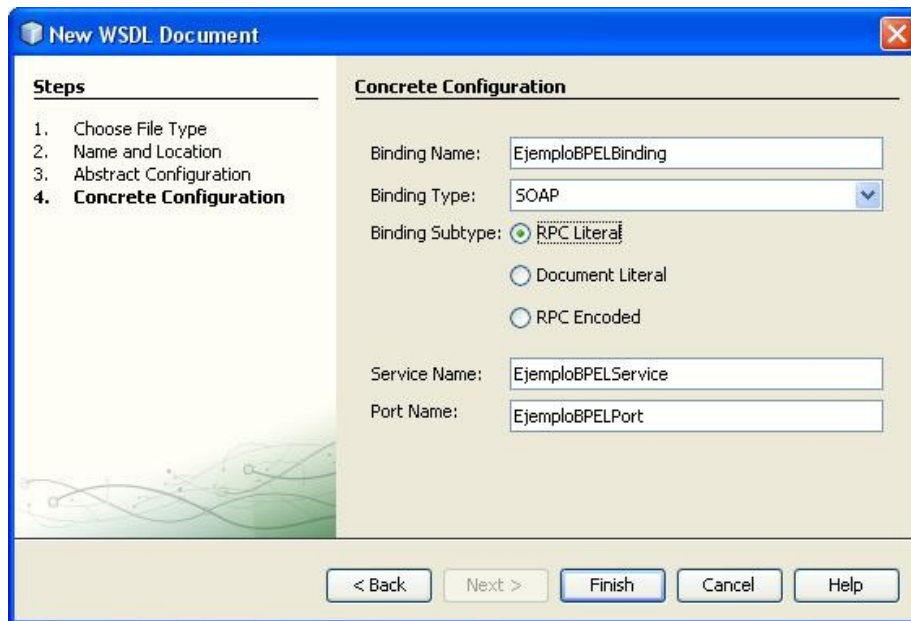 New WSDL Document
Steps
1. Choose File Type
2. Name and Location
3. Abstract Configuration
4. Concrete Configuration
Concrete Configuration
Binding Name: EjemploBPELBinding
Binding Type: SOAP
Binding Subtype: RPC Literal
Document Literal
RPC Encoded
Service Name: EjemploBPELService
Port Name: EjemploBPELPort
< Back Next > Finish Cancel Help